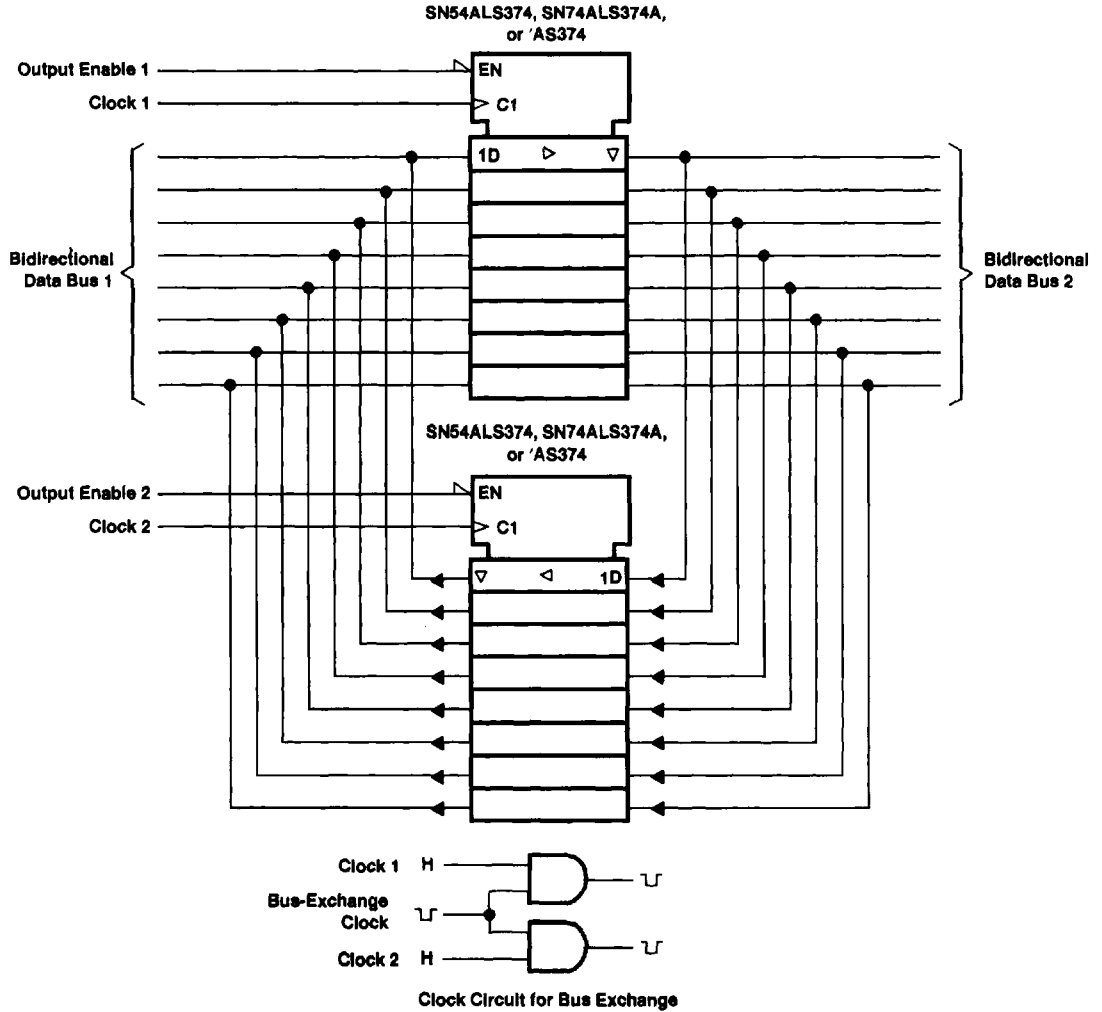 SN54ALS374, SN74ALS374A,
or 'AS374
Output Enable 1
EN
Clock 1
C1
1D
Bidirectional
Data Bus 1
Bidirectional
Data Bus 2
SN54ALS374, SN74ALS374A,
or 'AS374
Output Enable 2
EN
Clock 2
C1
1D
Clock 1 H
Bus-Exchange
Clock
Clock 2 H
Clock Circuit for Bus Exchange